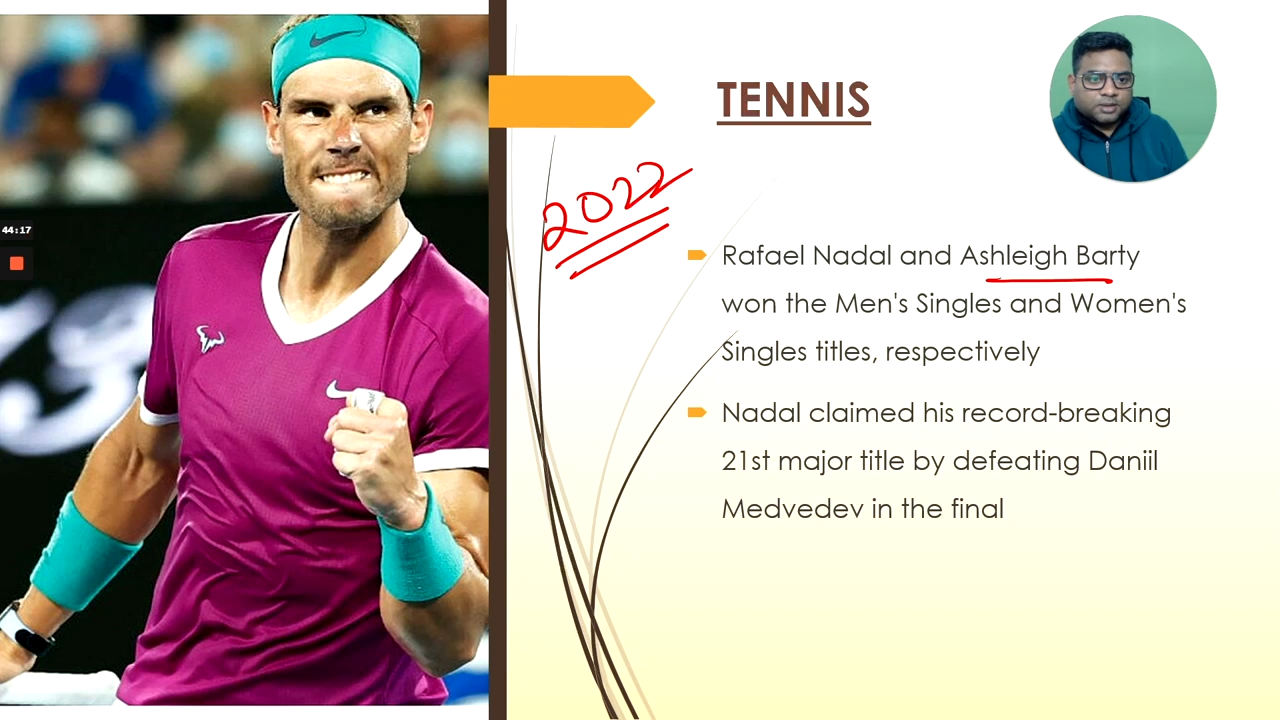 44:17
TENNIS
2022
Rafael Nadal and Ashleigh Barty
won the Men's Singles and Women's
Singles titles, respectively
Nadal claimed his record-breaking
21st major title by defeating Daniil
Medvedev in the final